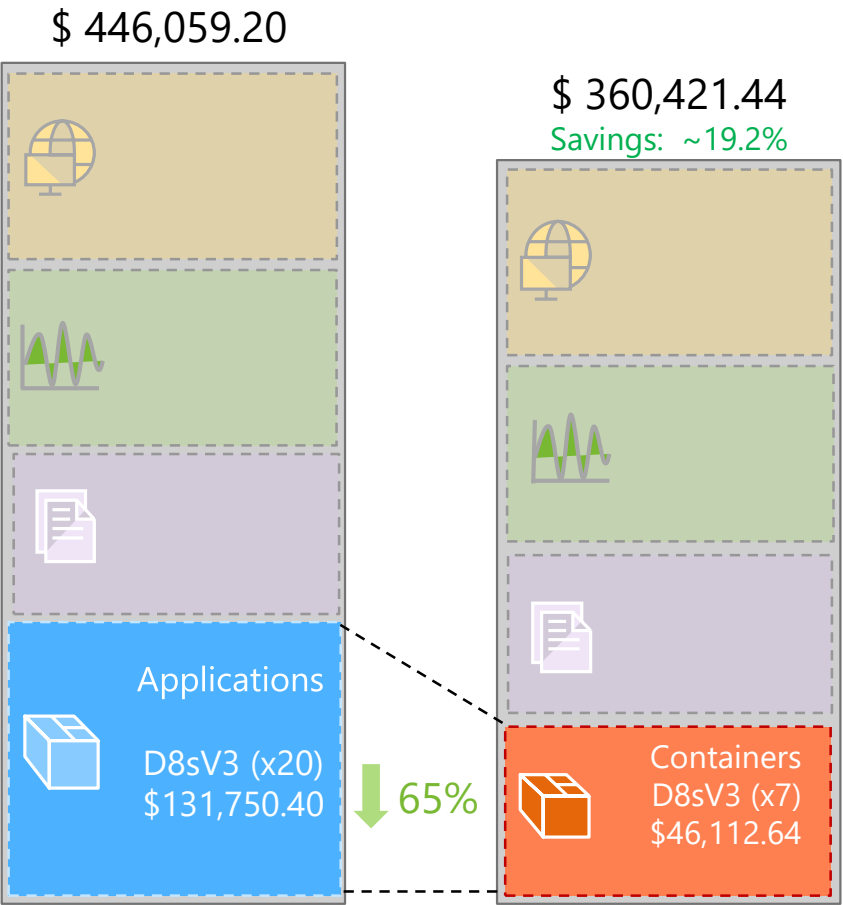 $ 446,059.20
$ 360,421.44
Savings: ~19.2%
Applications
D8sV3 (x20)
$131,750.40
65%
Containers
D8sV3 (x7)
$46,112.64